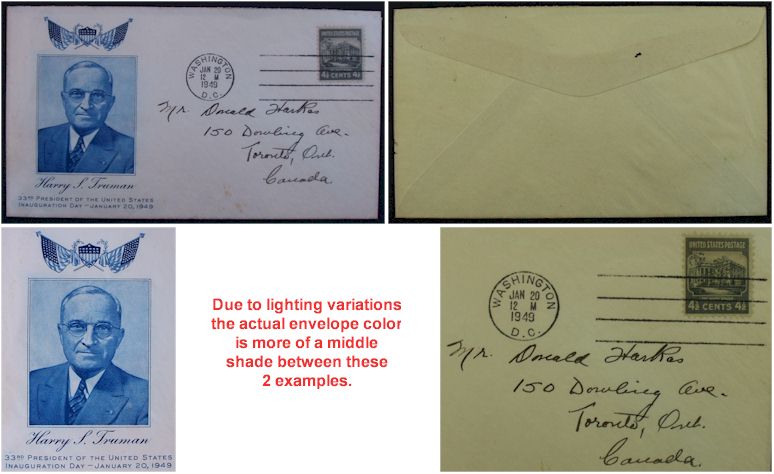 UNITED STATES POSTAGE
4½ CENTS 4½
WASHINGTON
JAN 20
12 M
1949
D.C.
Mr. Donald Harkas
150 Dowling Ave.
Toronto, Ont.
Canada.
Harry S. Truman
33RD PRESIDENT OF THE UNITED STATES
INAUGURATION DAY – JANUARY 20, 1949
Harry S. Truman
33RD PRESIDENT OF THE UNITED STATES
INAUGURATION DAY – JANUARY 20, 1949
Due to lighting variations
the actual envelope color
is more of a middle
shade between these
2 examples.
UNITED STATES POSTAGE
4½ CENTS 4½
WASHINGTON
JAN 20
12 M
1949
D.C.
Mr. Donald Harkas
150 Dowling Ave.
Toronto, Ont.
Canada.